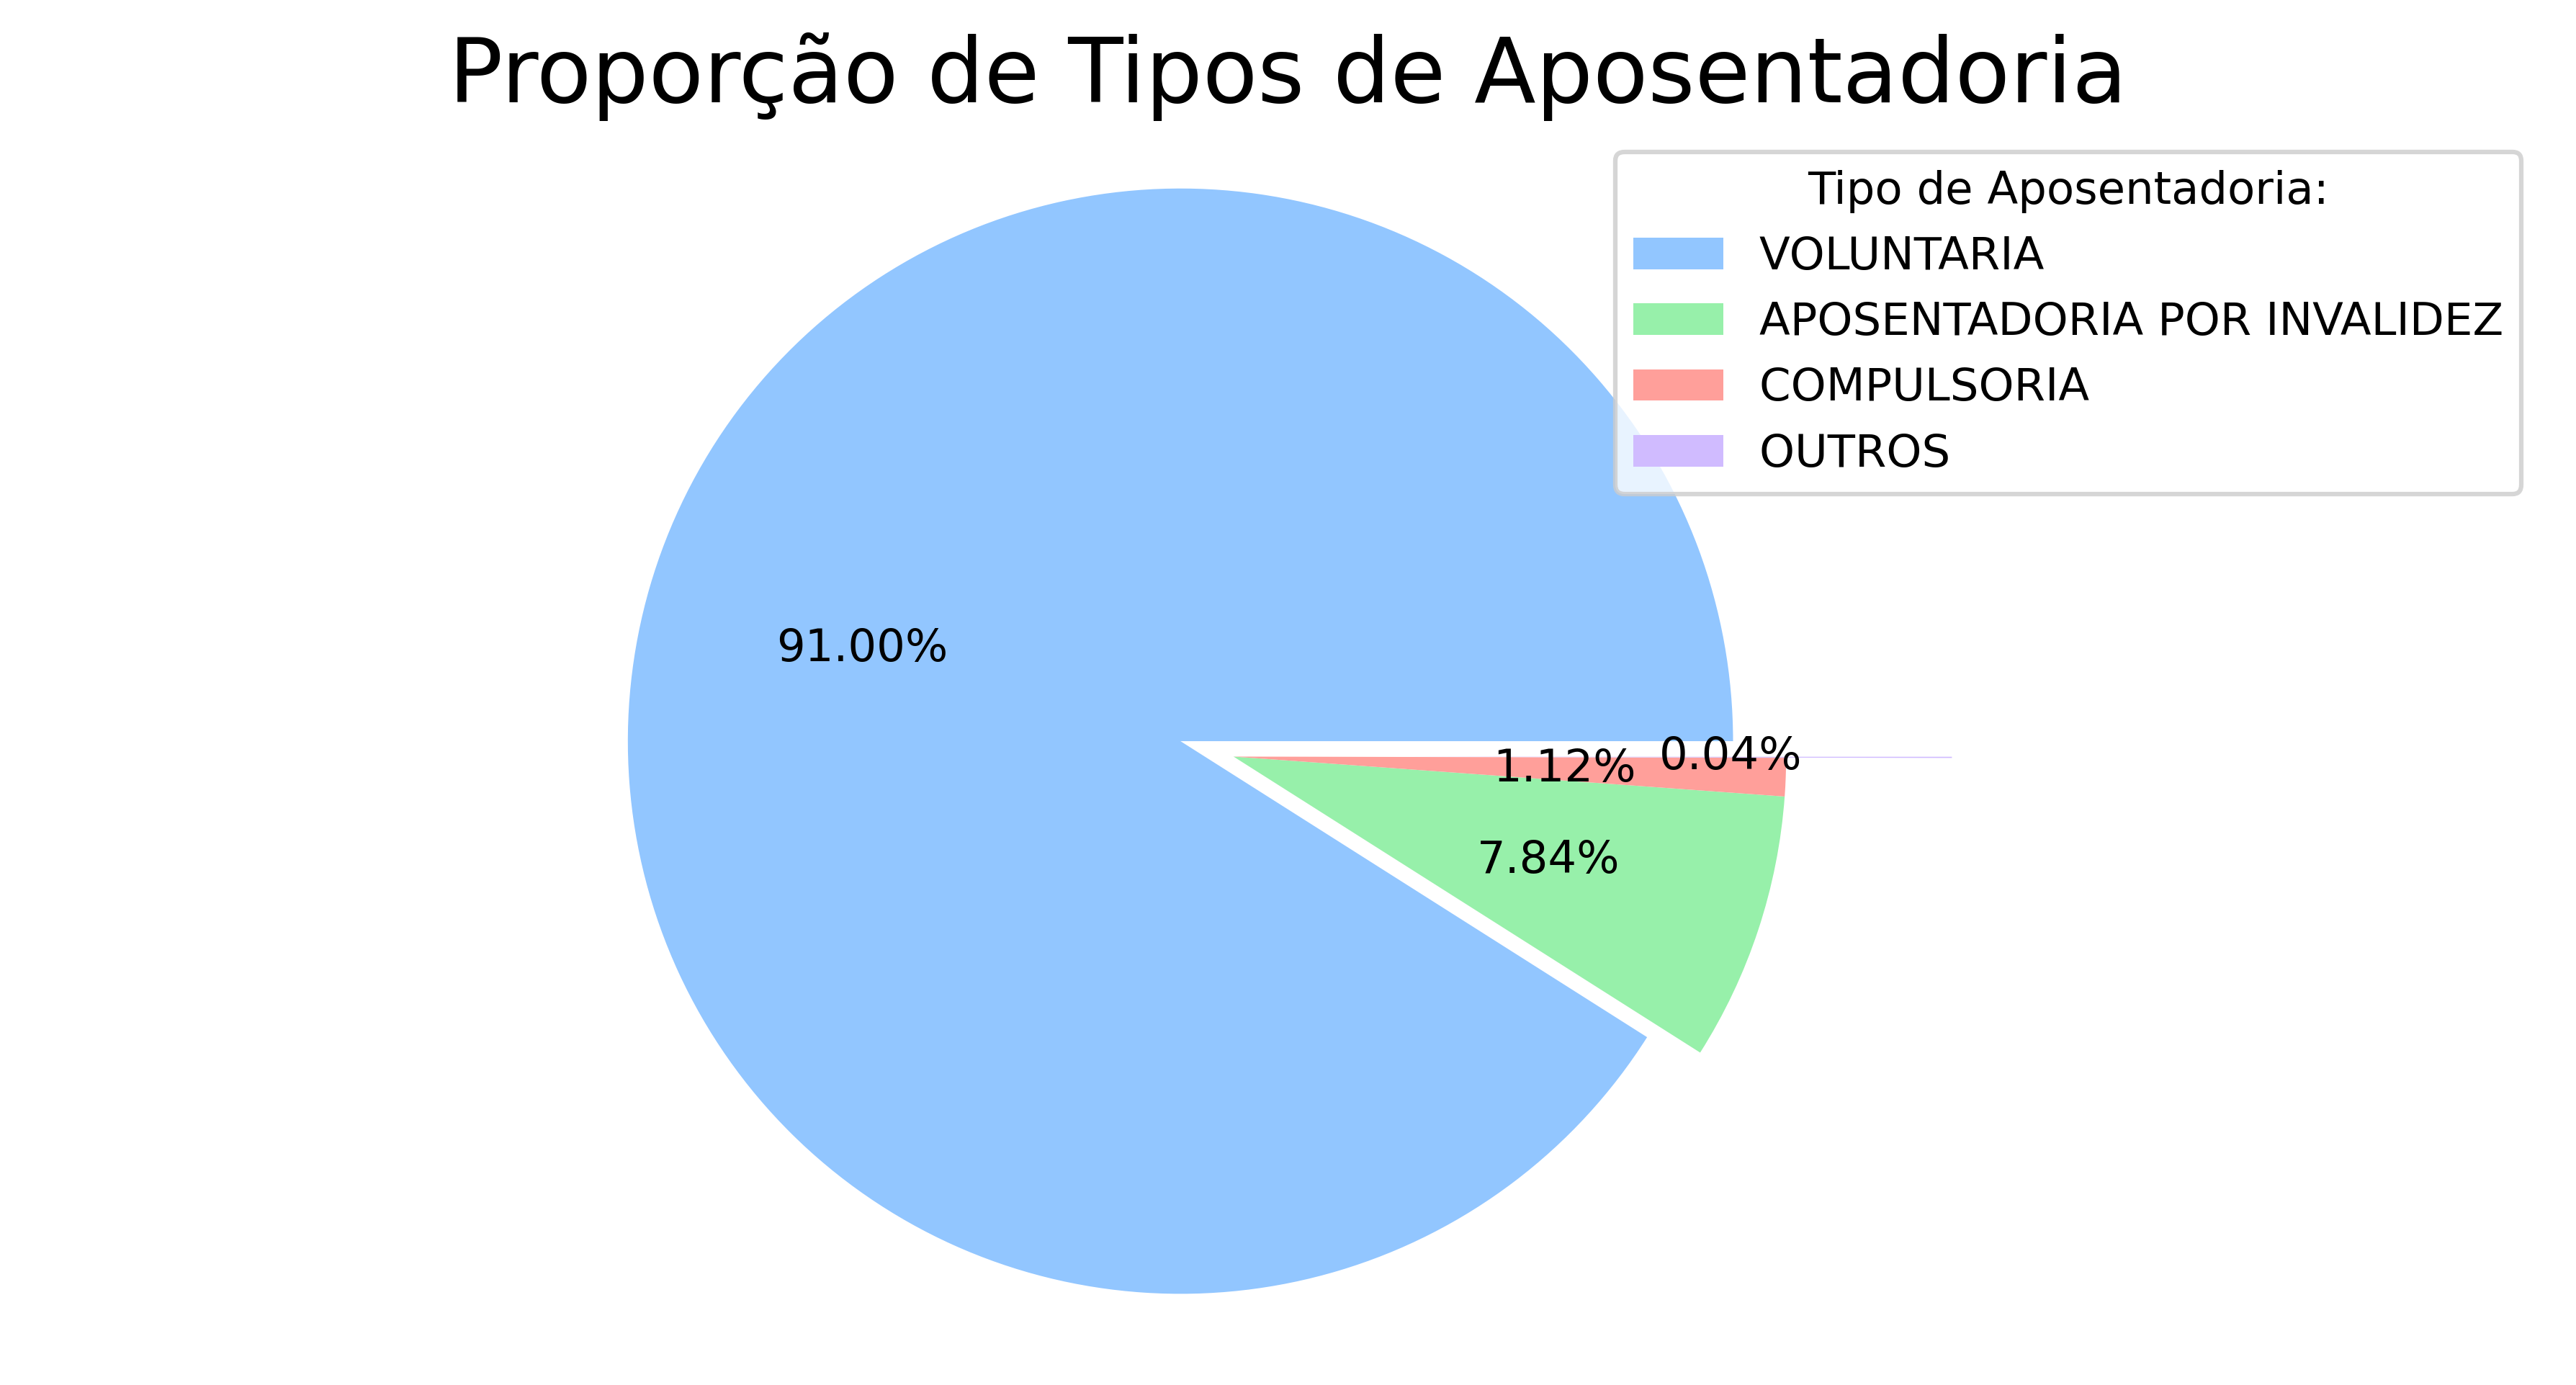 Proporção de Tipos de Aposentadoria
Tipo de Aposentadoria:
VOLUNTARIA
APOSENTADORIA POR INVALIDEZ
COMPULSORIA
OUTROS
91.00%
0.04%
1.12%
7.84%